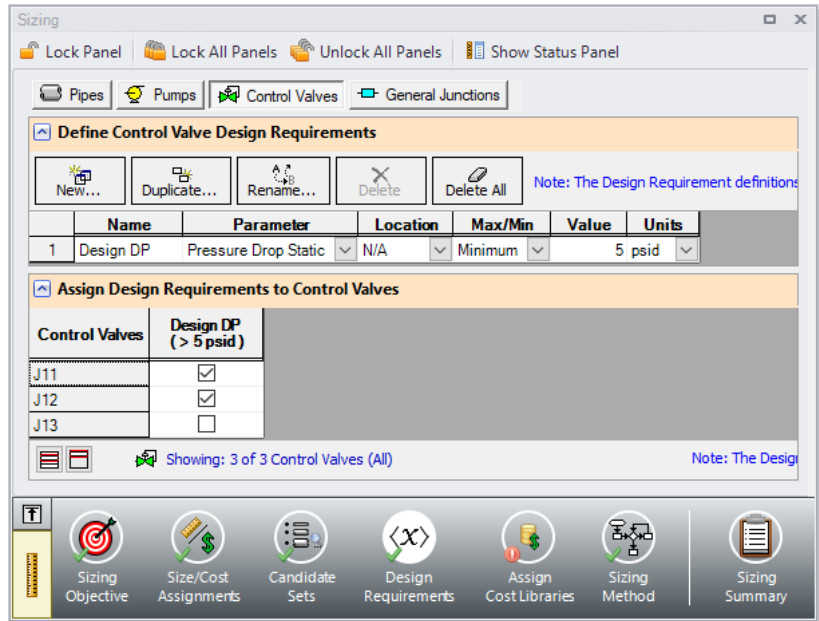 Sizing
Lock Panel Lock All Panels Unlock All Panels Show Status Panel
Pipes Pumps Control Valves General Junctions
Define Control Valve Design Requirements
New... Duplicate... Rename... Delete Delete All Note: The Design Requirement definitions
Name Parameter Location Max/Min Value Units
1 Design DP Pressure Drop Static N/A Minimum 5 psid
Assign Design Requirements to Control Valves
Control Valves Design DP
(> 5 psid)
J11
J12
J13
Showing: 3 of 3 Control Valves (All) Note: The Desig
Sizing Size/Cost Candidate Design Assign Sizing Sizing
Objective Assignments Sets Requirements Cost Libraries Method Summary